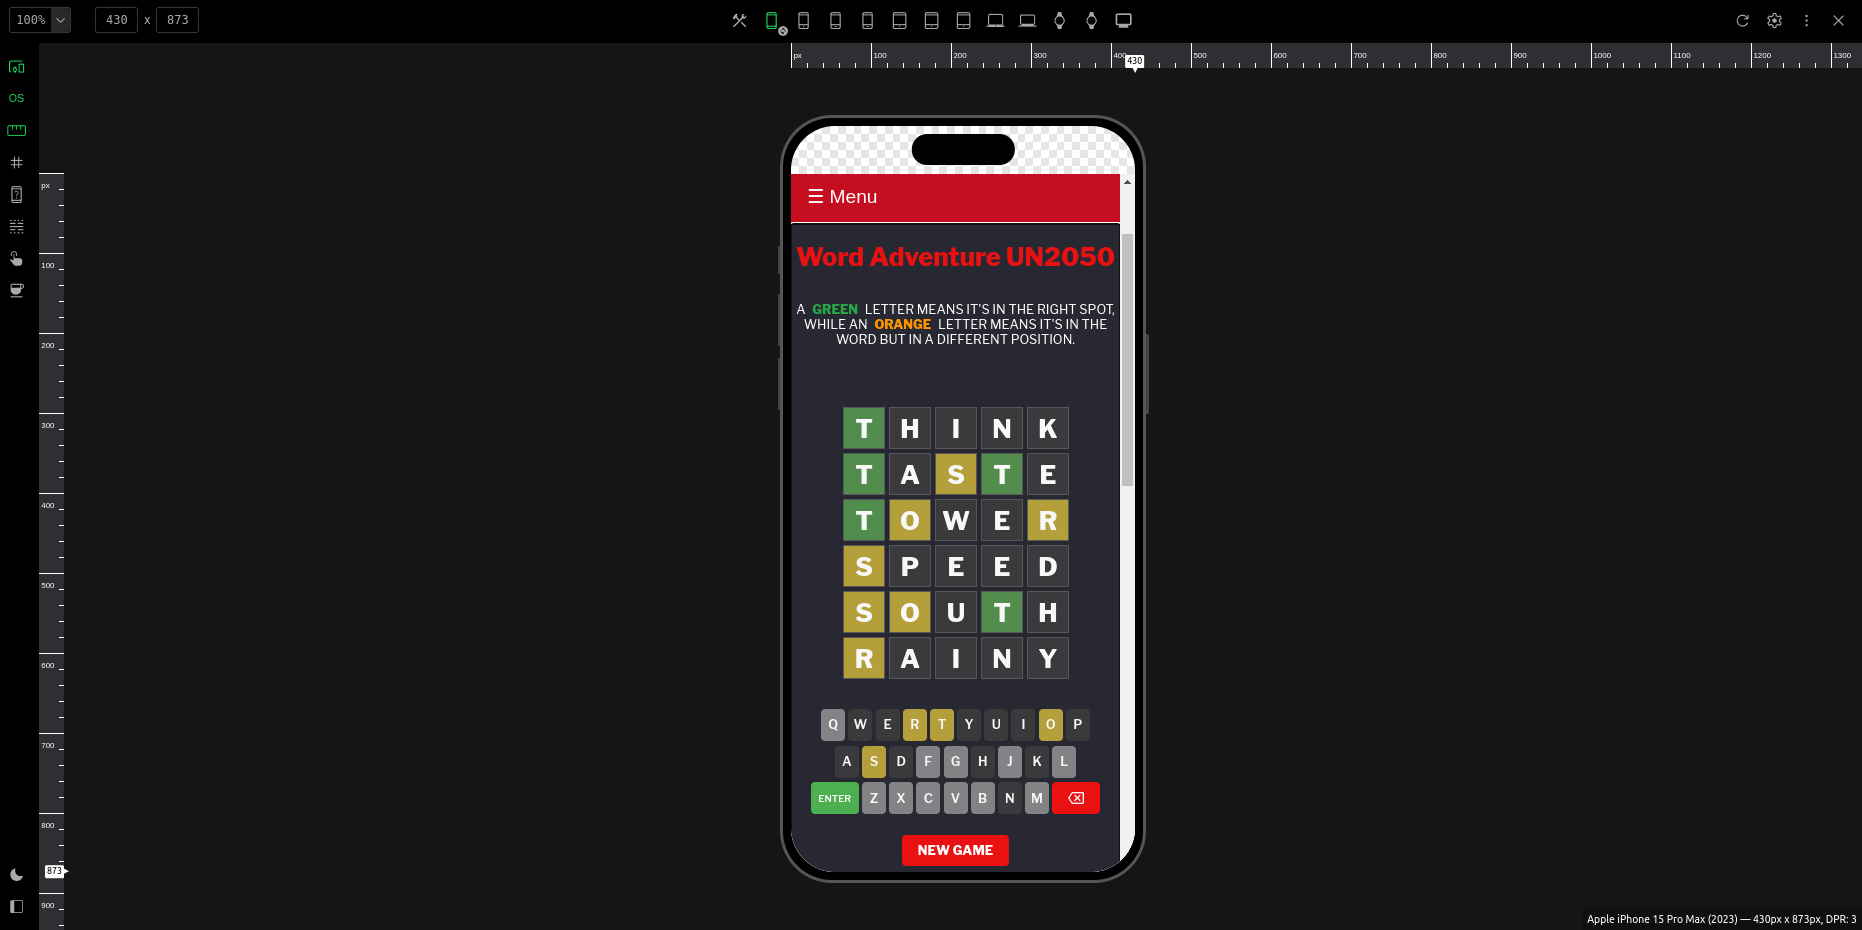 100%
430 x 873
px 100 200 300 400 500 600 700 800 900 1000 1100 1200 1300
430
OS
px
100
200
300
400
500
600
700
800
873
900
☰ Menu
Word Adventure UN2050
A GREEN LETTER MEANS IT'S IN THE RIGHT SPOT,
WHILE AN ORANGE LETTER MEANS IT'S IN THE
WORD BUT IN A DIFFERENT POSITION.
T H I N K
T A S T E
T O W E R
S P E E D
S O U T H
R A I N Y
Q W E R T Y U I O P
A S D F G H J K L
ENTER Z X C V B N M
NEW GAME
Apple iPhone 15 Pro Max (2023) — 430px x 873px, DPR: 3